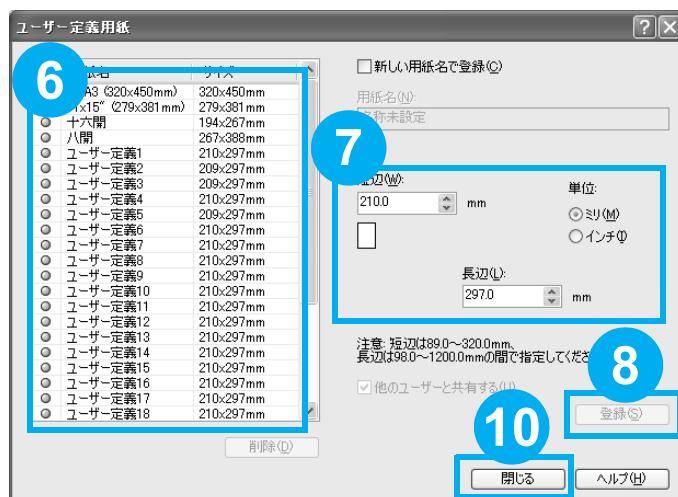 ユーザー定義用紙
6
サイズ
A3 (320x450mm) 320x450mm
1x15" (279x381mm) 279x381mm
十六開 194x267mm
八開 267x388mm
ユーザー定義1 210x297mm
ユーザー定義2 209x297mm
ユーザー定義3 209x297mm
ユーザー定義4 210x297mm
ユーザー定義5 209x297mm
ユーザー定義6 210x297mm
ユーザー定義7 210x297mm
ユーザー定義8 210x297mm
ユーザー定義9 210x297mm
ユーザー定義10 210x297mm
ユーザー定義11 210x297mm
ユーザー定義12 210x297mm
ユーザー定義13 210x297mm
ユーザー定義14 210x297mm
ユーザー定義15 210x297mm
ユーザー定義16 210x297mm
ユーザー定義17 210x297mm
ユーザー定義18 210x297mm
削除(D)
新しい用紙名で登録(C)
用紙名(N):
名称未設定
7
短辺(W):
210.0 mm
単位:
ミリ(M)
インチ(I)
長辺(L):
297.0 mm
注意: 短辺は89.0～320.0mm、
長辺は98.0～1200.0mmの間で指定してくださ
他のユーザーと共有する(U)
8
登録(S)
10
閉じる
ヘルプ(H)